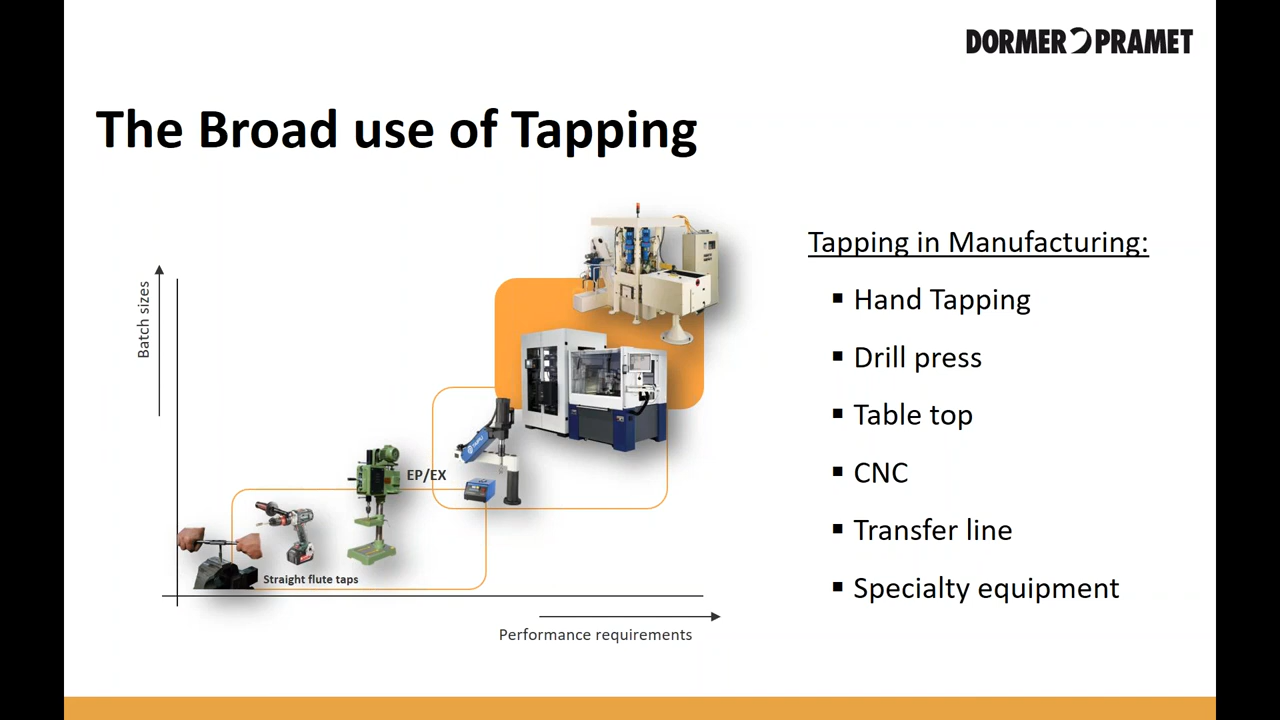 DORMER PRAMET
The Broad use of Tapping
Batch sizes
EP/EX
Straight flute taps
Performance requirements
Tapping in Manufacturing:
▪ Hand Tapping
▪ Drill press
▪ Table top
▪ CNC
▪ Transfer line
▪ Specialty equipment